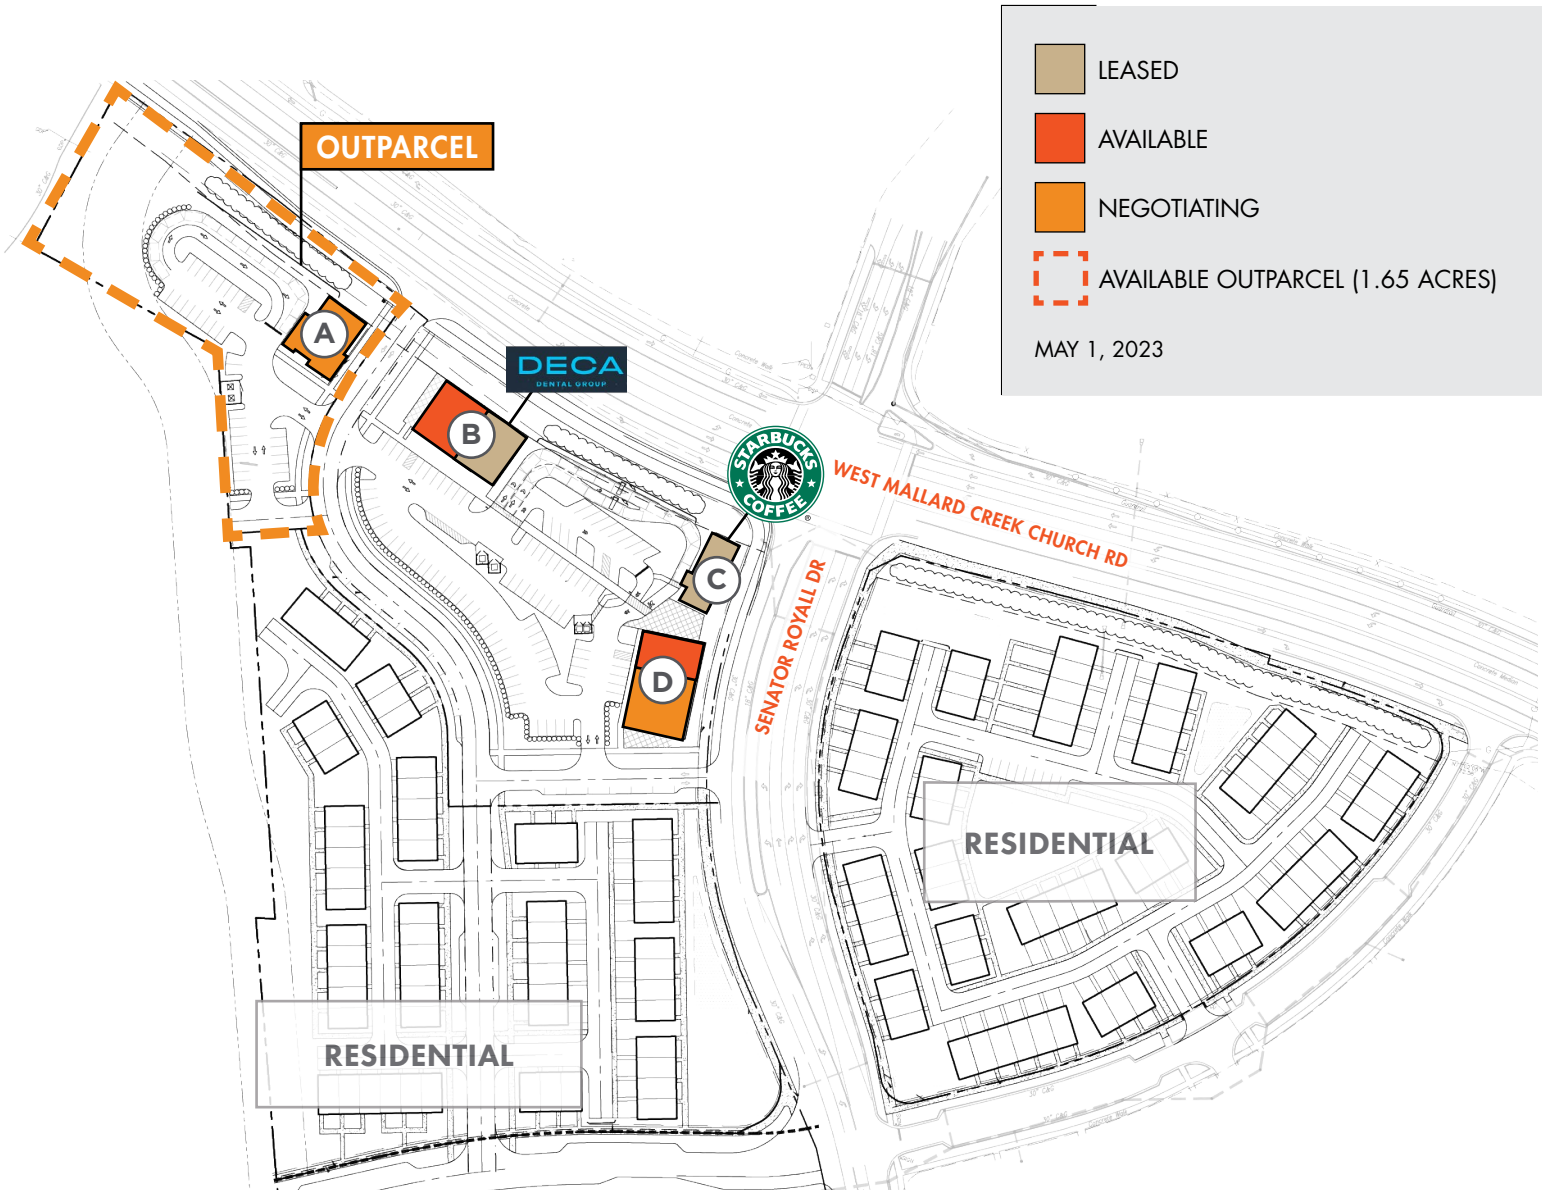 LEASED
AVAILABLE
NEGOTIATING
AVAILABLE OUTPARCEL (1.65 ACRES)
MAY 1, 2023
OUTPARCEL
A
DECA
DENTAL GROUP
B
STARBUCKS
COFFEE
®
WEST MALLARD CREEK CHURCH RD
C
SENATOR ROYALL DR
D
RESIDENTIAL
RESIDENTIAL